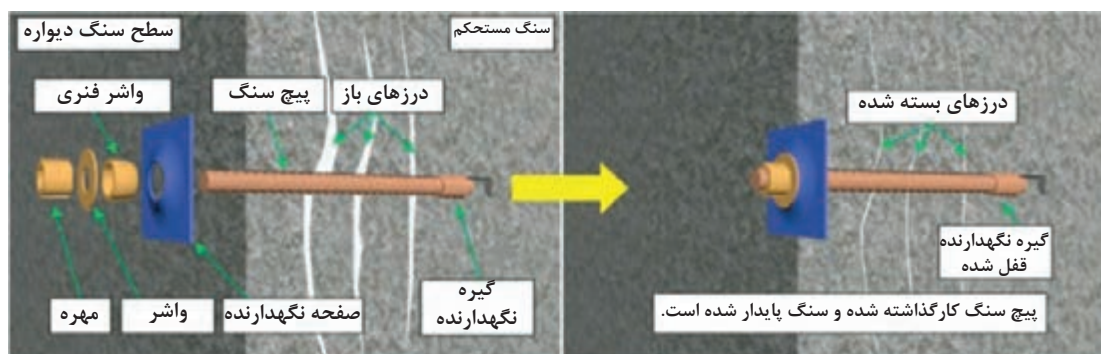 سطح سنگ دیواره
سنگ مستحکم
واشر فنری
پیچ سنگ
درزهای باز
مهره
واشر
صفحه نگهدارنده
گیره
نگهدارنده
درزهای بسته شده
گیره نگهدارنده
قفل شده
پیچ سنگ کارگذاشته شده و سنگ پایدار شده است.